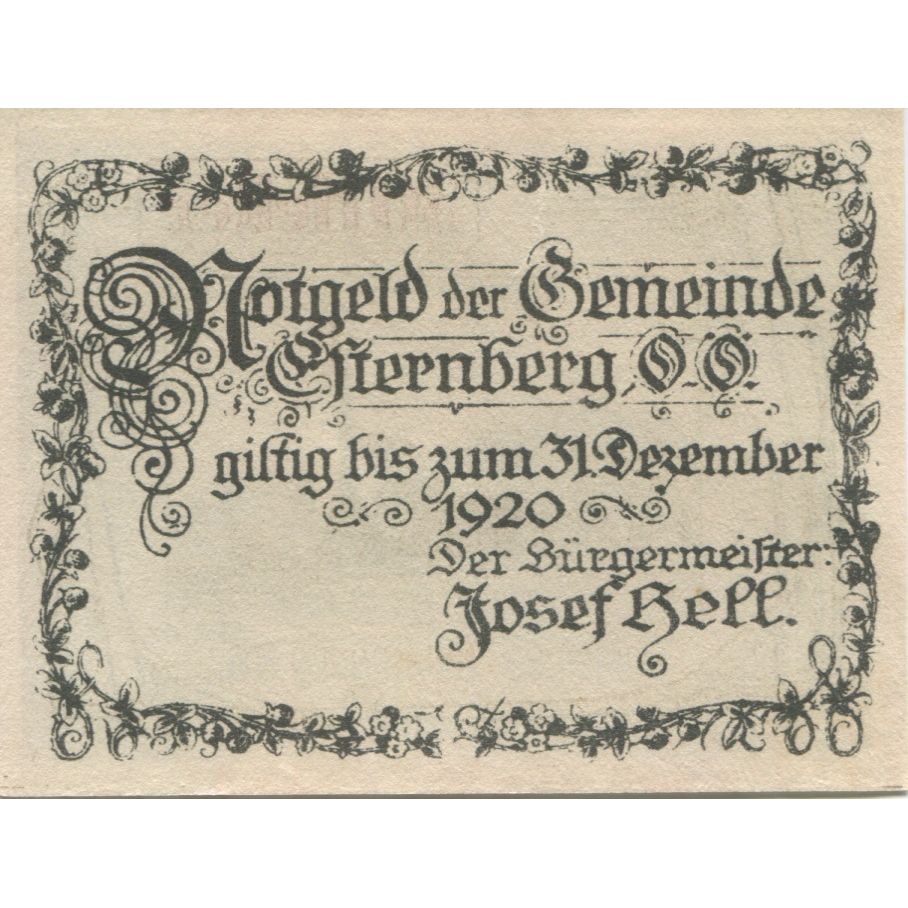 Notgeld der Gemeinde
Esternberg, O. Ö.
giltig bis zum 31. Dezember
1920
Der Bürgermeister:
Josef Hell.